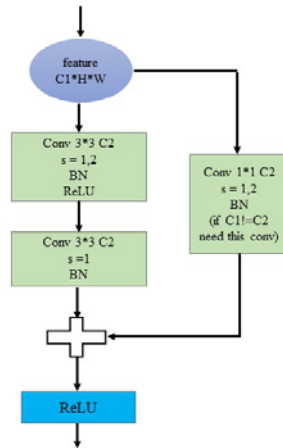 feature
C1*H*W
Conv 3*3 C2
s = 1,2
BN
ReLU
Conv 1*1 C2
s = 1,2
BN
(if C1!=C2
need this conv)
Conv 3*3 C2
s =1
BN
ReLU